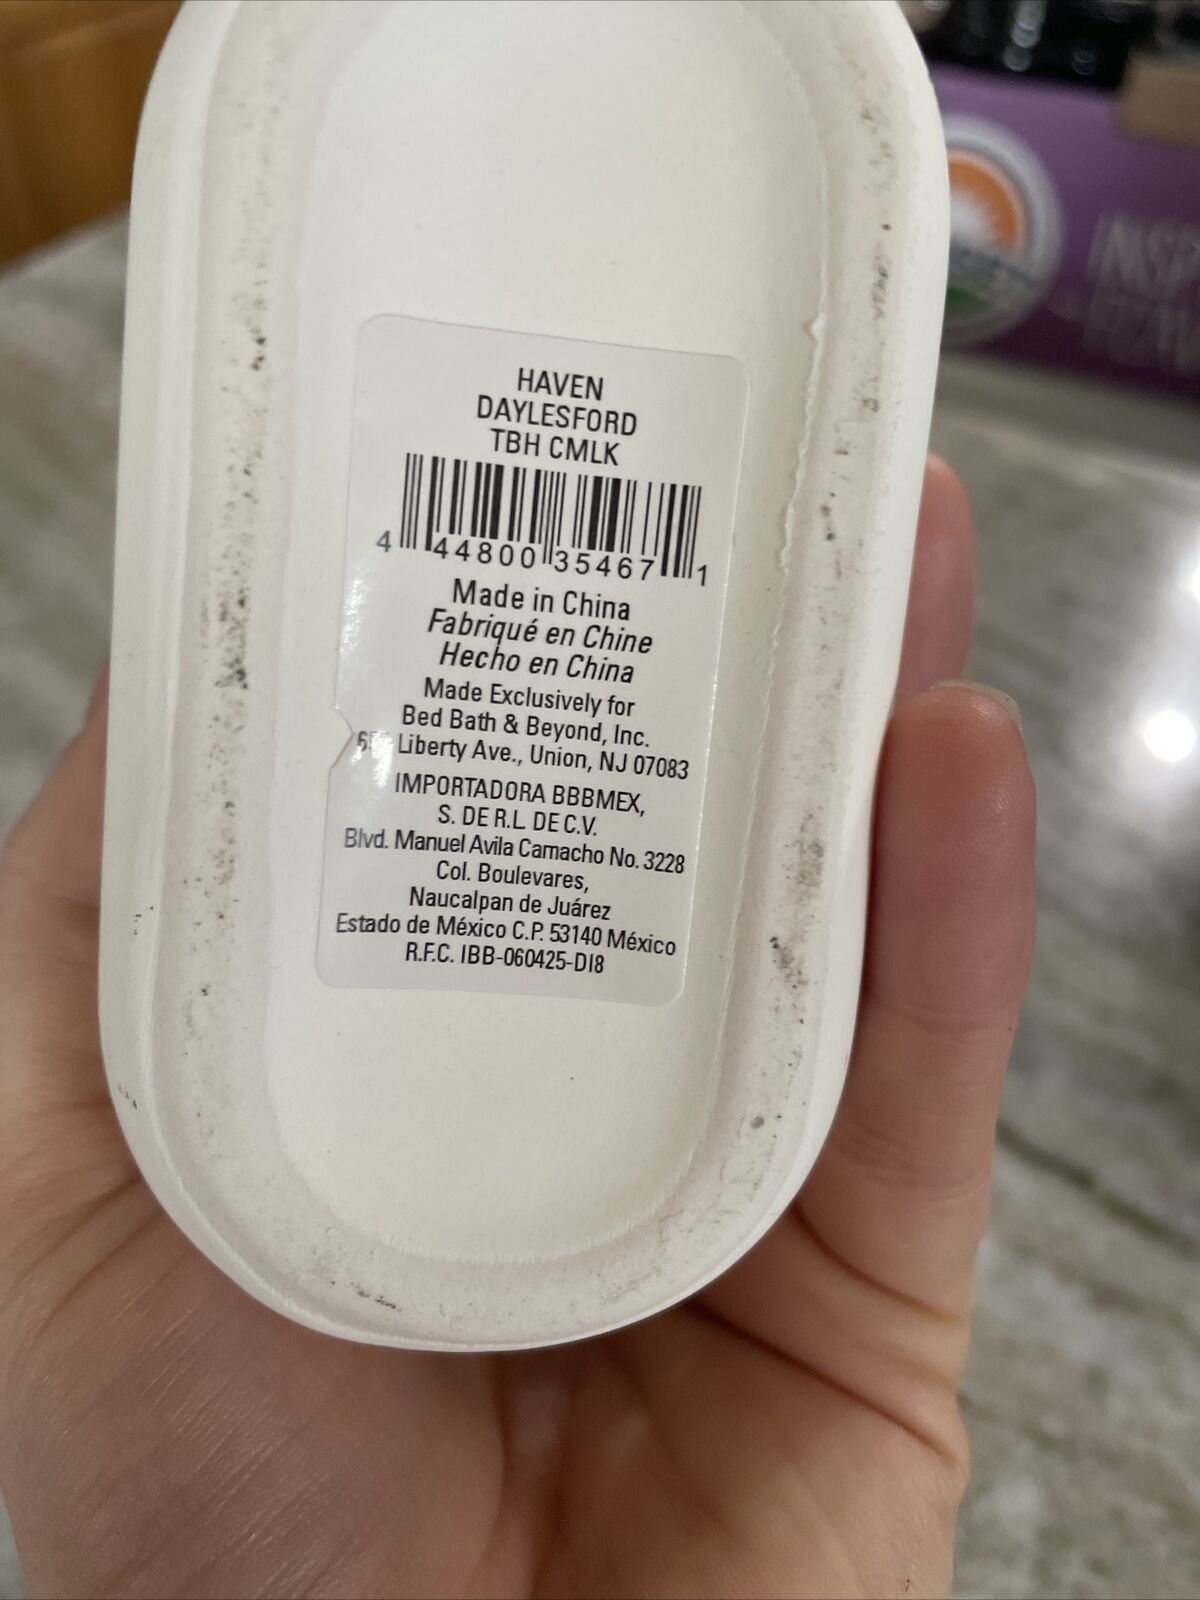 HAVEN
DAYLESFORD
TBH CMLK
4 44800 35467 1
Made in China
Fabriqué en Chine
Hecho en China
Made Exclusively for
Bed Bath & Beyond, Inc.
Liberty Ave., Union, NJ 07083
IMPORTADORA BBBMEX,
S. DE R.L. DE C.V.
Blvd. Manuel Avila Camacho No. 3228
Col. Boulevares,
Naucalpan de Juárez
Estado de México C.P. 53140 México
R.F.C. IBB-060425-DI8